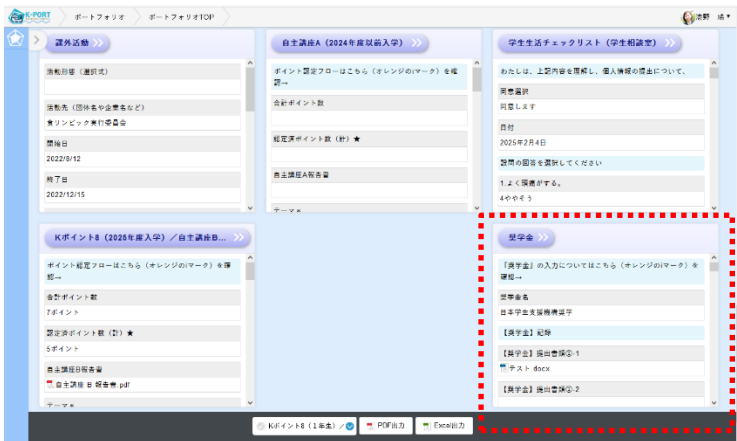 K-PORT
ポートフォリオ
ポートフォリオTOP
課外活動
活動形態（選択式）
活動先（団体名や企業名など）
食リンピック実行委員会
開始日
2022/8/12
終了日
2022/12/15
自主講座A（2024年度以前入学）
ポイント認定フローはこちら（オレンジのiマーク）を確
認→
合計ポイント数
認定済ポイント数（計）★
自主講座A報告書
テーマ*
学生生活チェックリスト（学生相談室）
わたしは、上記内容を理解し、個人情報の提出について、
同意選択
同意します
日付
2025年2月4日
設問の回答を選択してください
1.よく頭痛がする。
4ややそう
Kポイント8（2025年度入学）／自主講座B...
ポイント認定フローはこちら（オレンジのiマーク）を確
認→
合計ポイント数
7ポイント
認定済ポイント数（計）★
5ポイント
自主講座B報告書
自主講座 B 報告書.pdf
テーマ*
奨学金
『奨学金』の入力についてはこちら（オレンジのiマーク）を
確認→
奨学金名
日本学生支援機構奨学
【奨学金】記録
【奨学金】提出書類①-1
テスト docx
【奨学金】提出書類①-2
Kポイント8（1年生）／
PDF出力
Excel出力